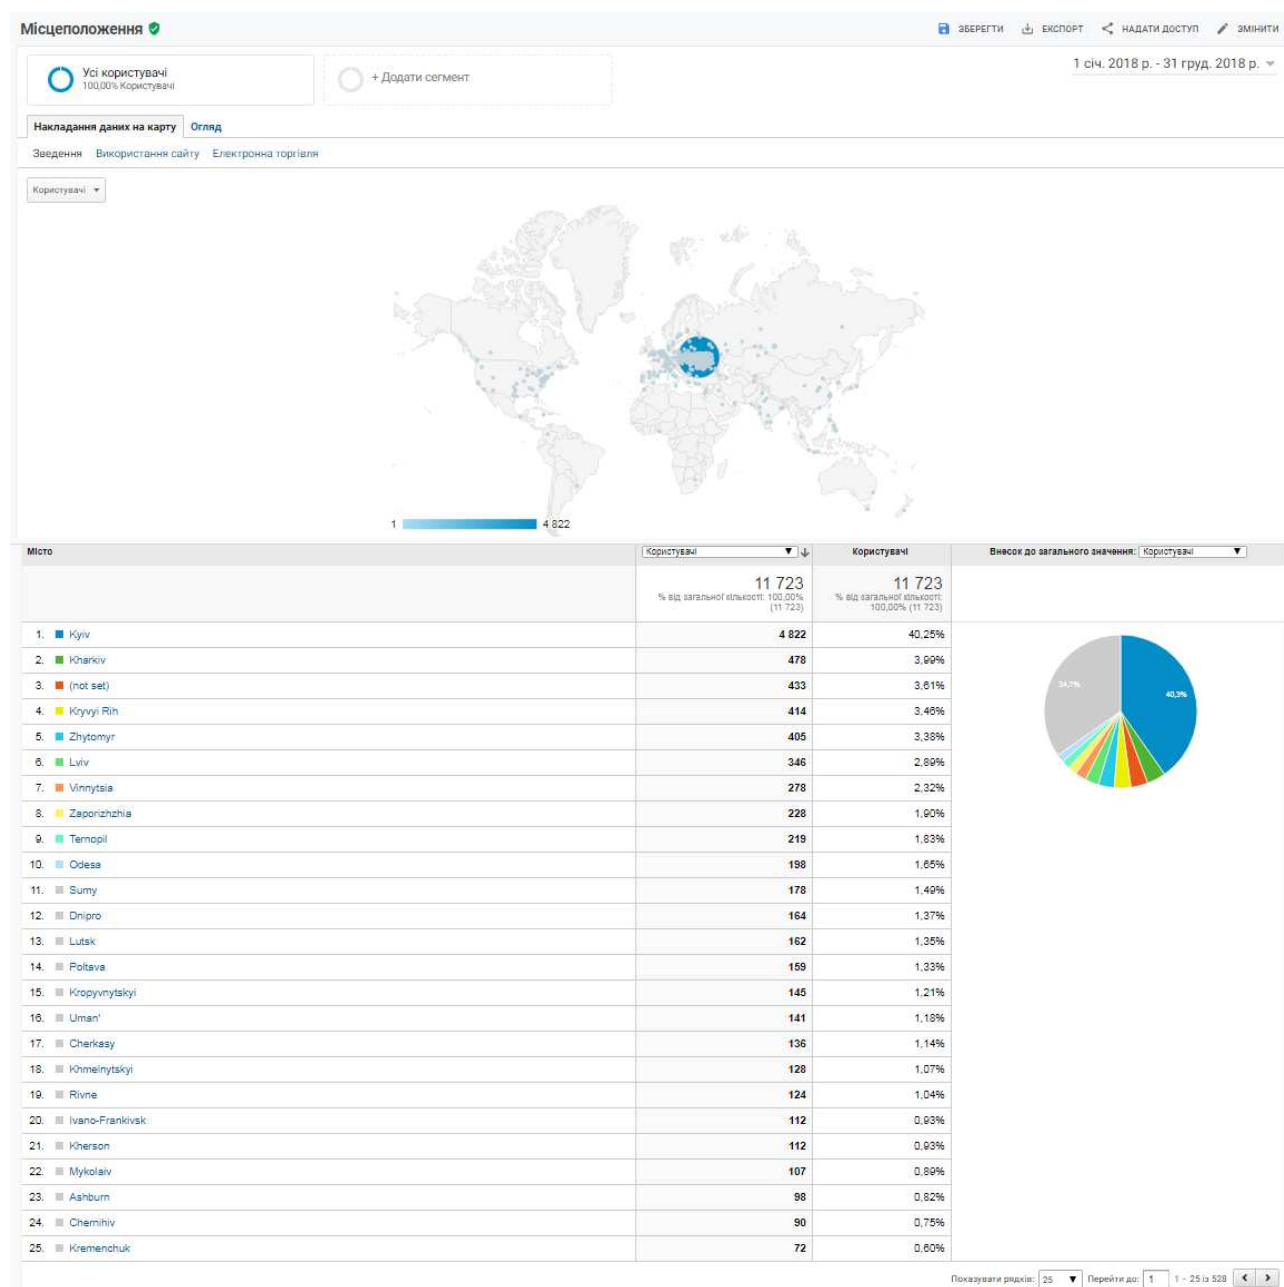 Місцеположення
ЗБЕРЕГТИ ЕКСПОРТ НАДАТИ ДОСТУП ЗМІНИТИ
Усі користувачі
100,00% Користувачі
+ Додати сегмент
1 січ. 2018 р. - 31 груд. 2018 р.
Накладання даних на карту Огляд
Зведення Використання сайту Електронна торгівля
Користувачі
1 4 822
Місто Користувачі Користувачі Внесок до загального значення: Користувачі
11 723 11 723
% від загальної кількості: 100,00% (11 723)
% від загальної кількості: 100,00% (11 723)
1. Kyiv 4 822 40,25%
2. Kharkiv 478 3,99%
3. (not set) 433 3,61%
4. Kryvyi Rih 414 3,46%
5. Zhytomyr 405 3,38%
6. Lviv 346 2,89%
7. Vinnytsia 278 2,32%
8. Zaporizhzhia 228 1,90%
9. Ternopil 219 1,83%
10. Odesa 198 1,65%
11. Sumy 178 1,49%
12. Dnipro 164 1,37%
13. Lutsk 162 1,35%
14. Poltava 159 1,33%
15. Kropyvnytskyi 145 1,21%
16. Uman' 141 1,18%
17. Cherkasy 136 1,14%
18. Khmelnytskyi 128 1,07%
19. Rivne 124 1,04%
20. Ivano-Frankivsk 112 0,93%
21. Kherson 112 0,93%
22. Mykolaiv 107 0,89%
23. Ashburn 98 0,82%
24. Chernihiv 90 0,75%
25. Kremenchuk 72 0,60%
34,7%
40,3%
Показувати рядків: 25 Перейти до: 1 1 - 25 із 528